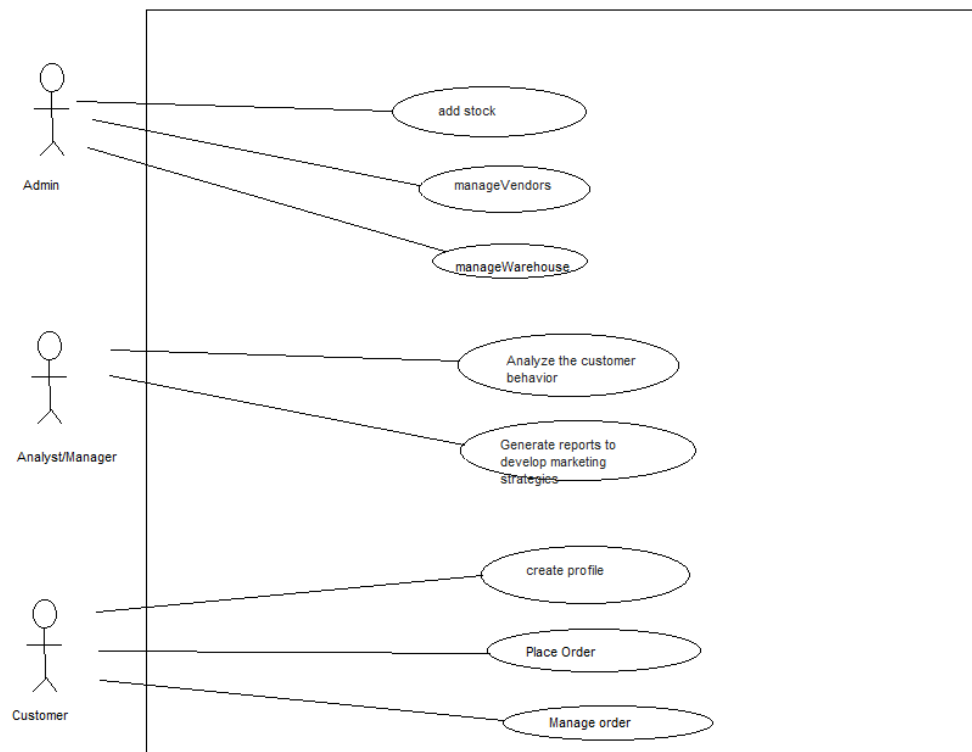 add stock
Admin
manageVendors
manageWarehouse
Analyze the customer
behavior
Analyst/Manager
Generate reports to
develop marketing
strategies
create profile
Place Order
Customer
Manage order